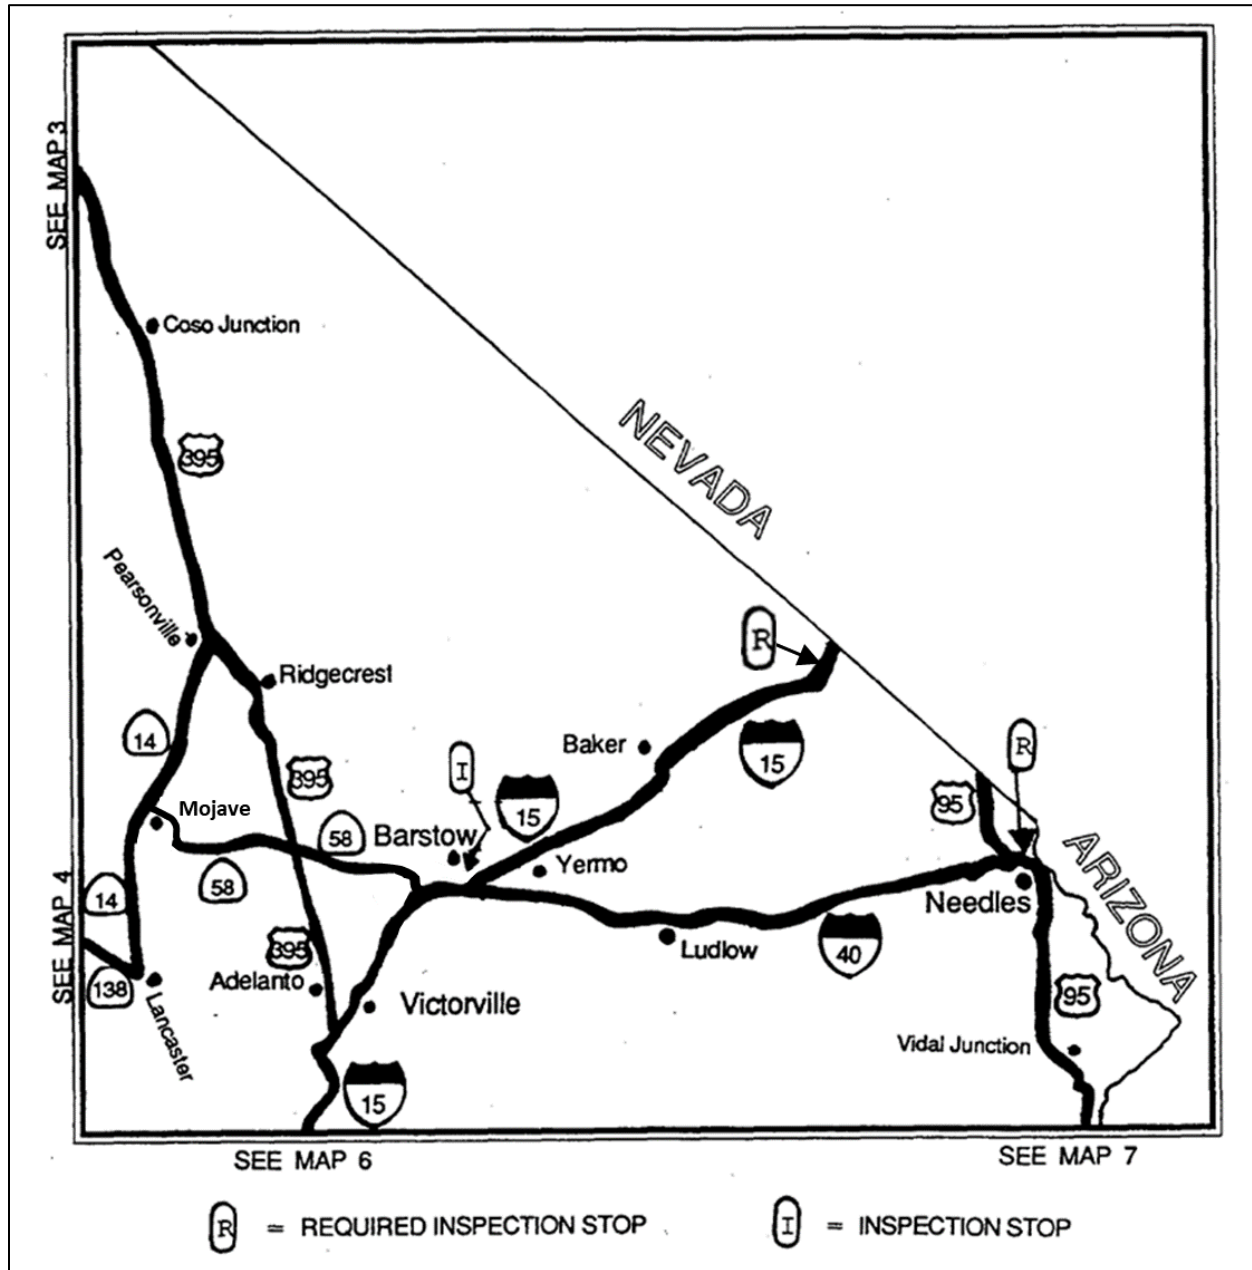 SEE MAP 3
Coso Junction
395
NEVADA
Pearsonville
R
Ridgecrest
14
15
Baker
R
395
I
15
95
Mojave
58
Barstow
ARIZONA
58
Yermo
14
Needles
SEE MAP 4
395
Ludlow
40
138
Adelanto
95
Lancaster
Victorville
Vidal Junction
15
SEE MAP 6
SEE MAP 7
R = REQUIRED INSPECTION STOP
I = INSPECTION STOP